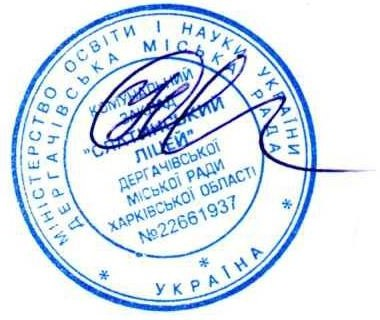 МІНІСТЕРСТВО ОСВІТИ І НАУКИ УКРАЇНИ
ДЕРГАЧІВСЬКА МІСЬКА РАДА
КОМУНАЛЬНИЙ
ЗАКЛАД
ЛІЦЕЙ"
ДЕРГАЧІВСЬКОЇ
МІСЬКОЇ РАДИ
ХАРКІВСЬКОЇ ОБЛАСТІ
№22661937
* УКРАЇНА *
*